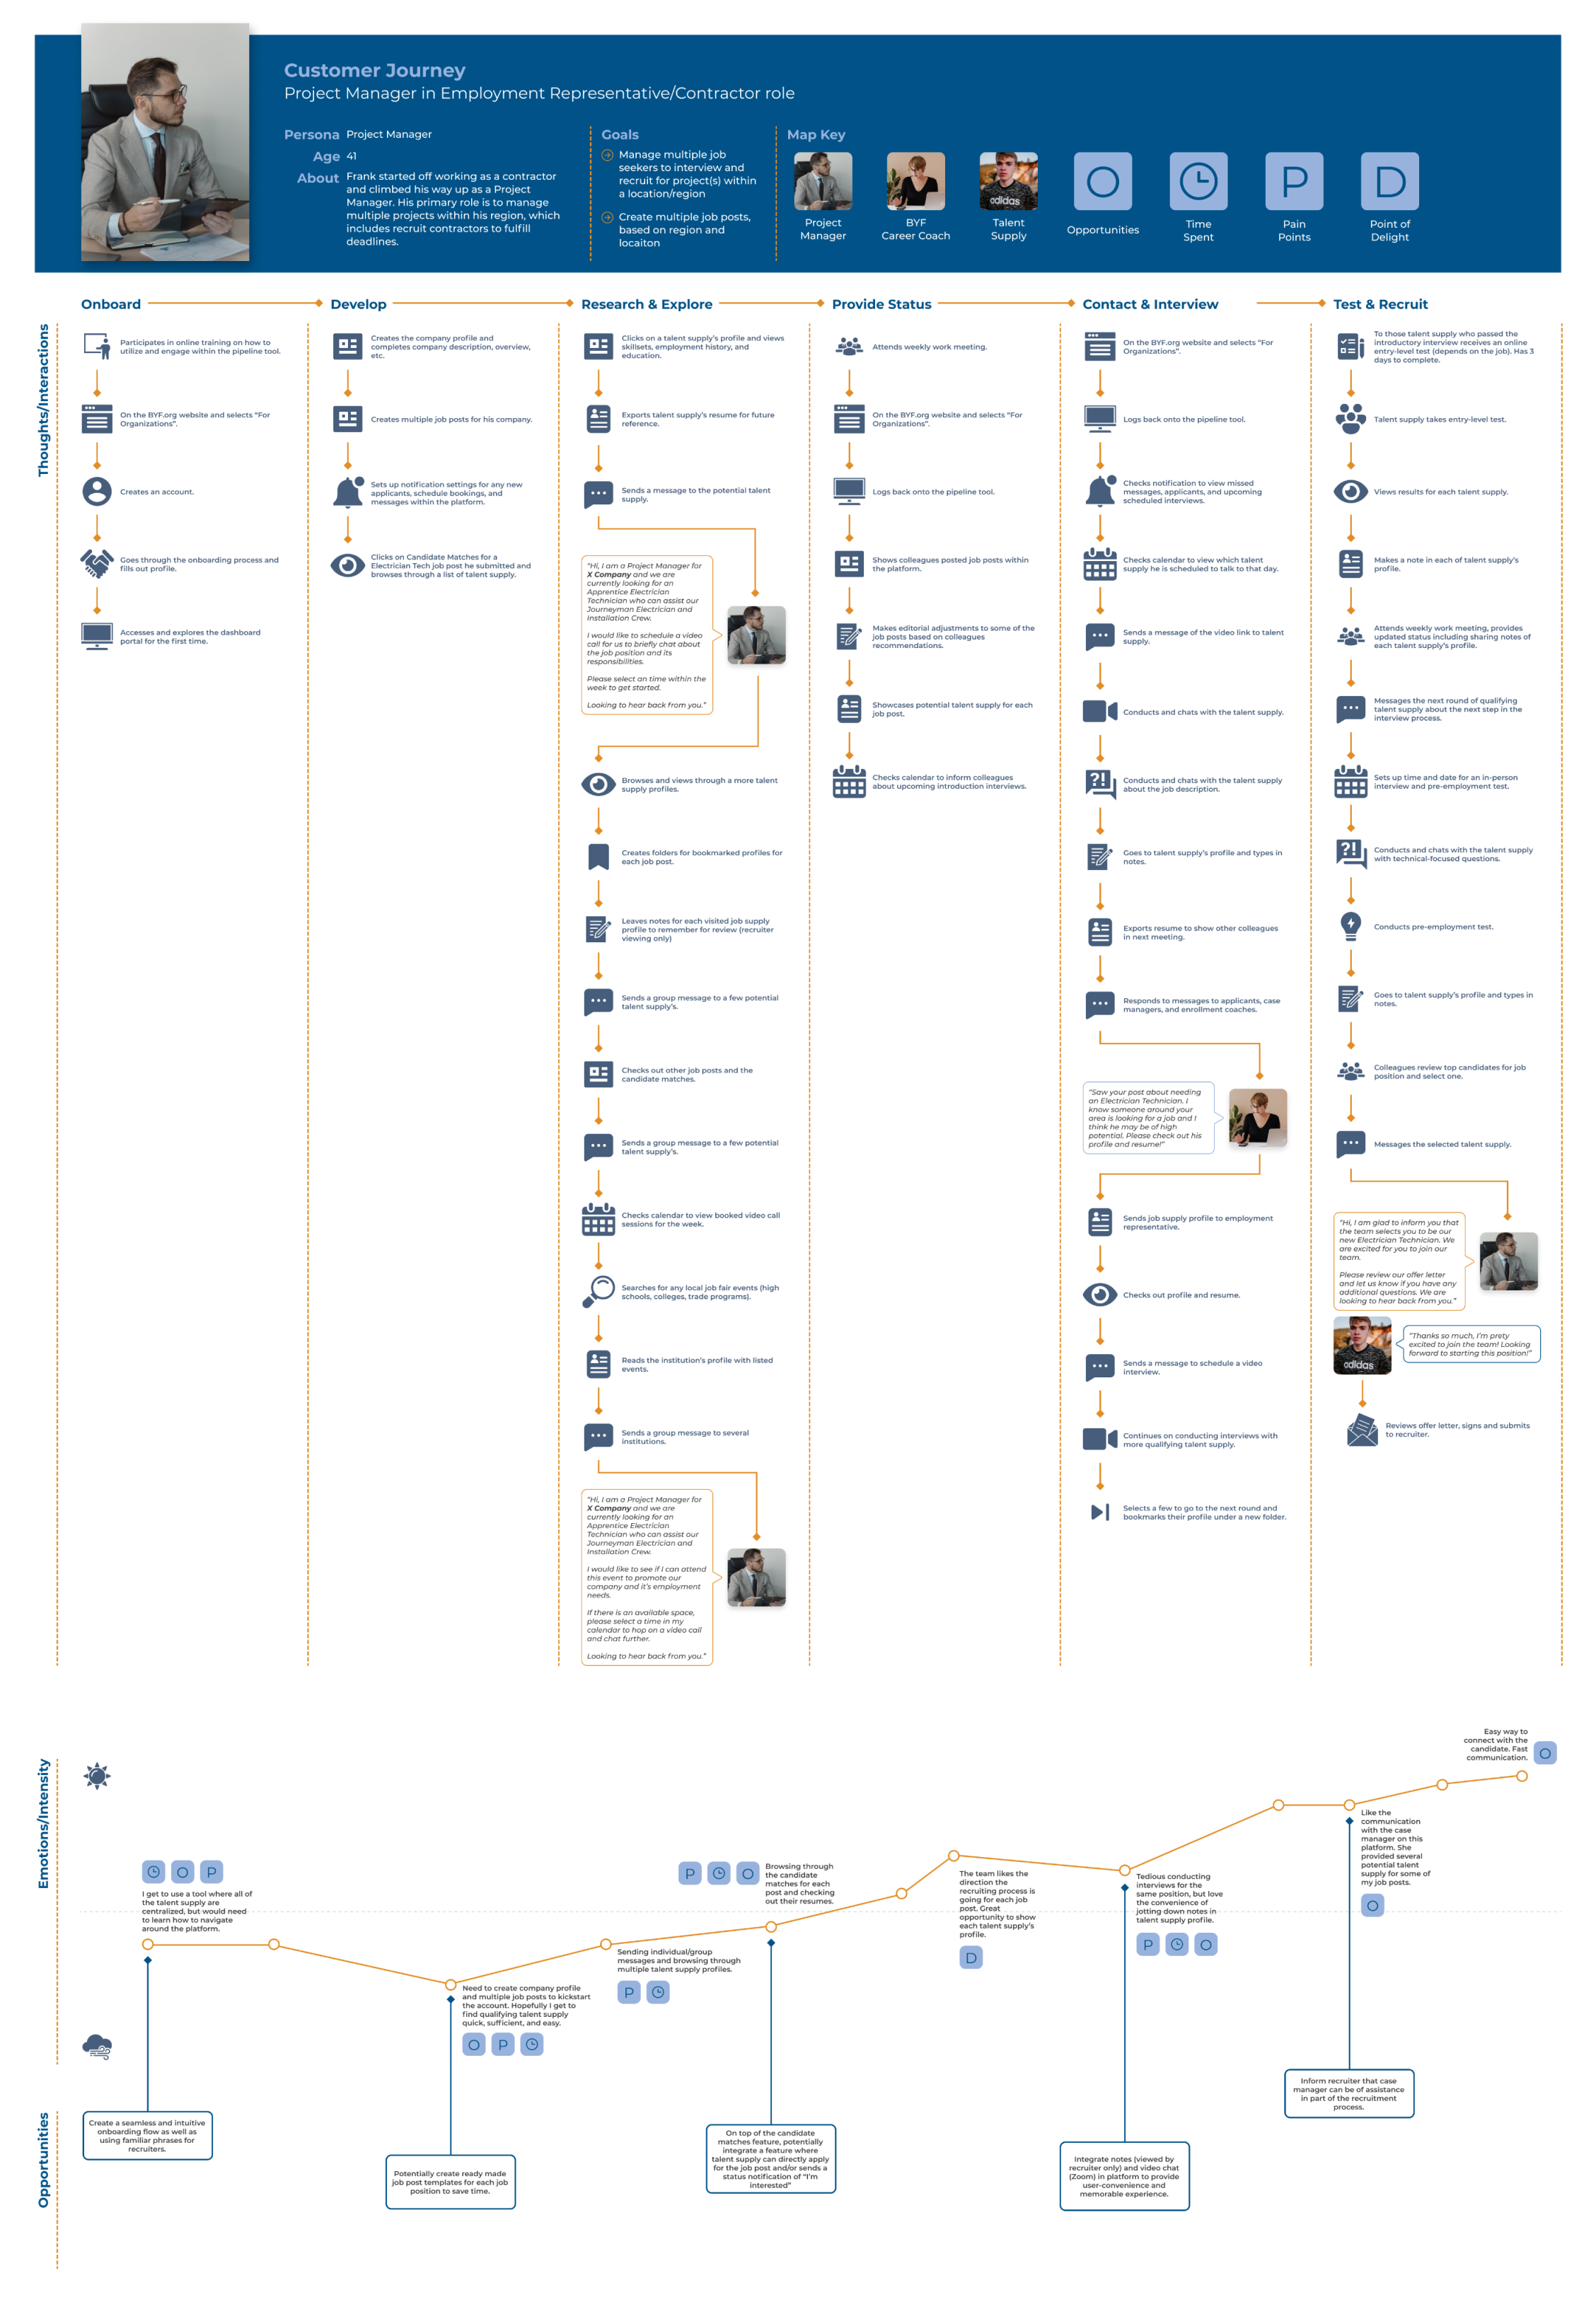 Customer Journey
Project Manager in Employment Representative/Contractor role
Persona Project Manager
Age 41
About Frank started off working as a contractor
and climbed his way up as a Project
Manager. His primary role is to manage
multiple projects within his region, which
includes recruit contractors to fulfill
deadlines.
Goals
Manage multiple job
seekers to interview and
recruit for project(s) within
a location/region
Create multiple job posts,
based on region and
locaiton
Map Key
adidas
O
P
D
Project
Manager
BYF
Career Coach
Talent
Supply
Opportunities
Time
Spent
Pain
Points
Point of
Delight
Thoughts/Interactions
Onboard
Participates in online training on how to
utilize and engage within the pipeline tool.
On the BYF.org website and selects "For
Organizations".
Creates an account.
Goes through the onboarding process and
fills out profile.
Accesses and explores the dashboard
portal for the first time.
Develop
Creates the company profile and
completes company description, overview,
etc.
Creates multiple job posts for his company.
Sets up notification settings for any new
applicants, schedule bookings, and
messages within the platform.
Clicks on Candidate Matches for a
Electrician Tech job post he submitted and
browses through a list of talent supply.
Research & Explore
Clicks on a talent supply's profile and views
skillsets, employment history, and
education.
Exports talent supply's resume for future
reference.
Sends a message to the potential talent
supply.
"Hi, I am a Project Manager for
X Company and we are
currently looking for an
Apprentice Electrician
Technician who can assist our
Journeyman Electrician and
Installation Crew.
I would like to schedule a video
call for us to briefly chat about
the job position and its
responsibilities.
Please select an time within the
week to get started.
Looking to hear back from you."
Browses and views through a more talent
supply profiles.
Creates folders for bookmarked profiles for
each job post.
Leaves notes for each visited job supply
profile to remember for review (recruiter
viewing only)
Sends a group message to a few potential
talent supply's.
Checks out other job posts and the
candidate matches.
Sends a group message to a few potential
talent supply's.
Checks calendar to view booked video call
sessions for the week.
Searches for any local job fair events (high
schools, colleges, trade programs).
Reads the institution's profile with listed
events.
Sends a group message to several
institutions.
"Hi, I am a Project Manager for
X Company and we are
currently looking for an
Apprentice Electrician
Technician who can assist our
Journeyman Electrician and
Installation Crew.
I would like to see if I can attend
this event to promote our
company and it's employment
needs.
If there is an available space,
please select a time in my
calendar to hop on a video call
and chat further.
Looking to hear back from you."
Provide Status
Attends weekly work meeting.
On the BYF.org website and selects "For
Organizations".
Logs back onto the pipeline tool.
Shows colleagues posted job posts within
the platform.
Makes editorial adjustments to some of the
job posts based on colleagues
recommendations.
Showcases potential talent supply for each
job post.
Checks calendar to inform colleagues
about upcoming introduction interviews.
Contact & Interview
On the BYF.org website and selects "For
Organizations".
Logs back onto the pipeline tool.
Checks notification to view missed
messages, applicants, and upcoming
scheduled interviews.
Checks calendar to view which talent
supply he is scheduled to talk to that day.
Sends a message of the video link to talent
supply.
Conducts and chats with the talent supply.
?!
Conducts and chats with the talent supply
about the job description.
Goes to talent supply's profile and types in
notes.
Exports resume to show other colleagues
in next meeting.
Responds to messages to applicants, case
managers, and enrollment coaches.
"Saw your post about needing
an Electrician Technician. I
know someone around your
area is looking for a job and I
think he may be of high
potential. Please check out his
profile and resume!"
Sends job supply profile to employment
representative.
Checks out profile and resume.
Sends a message to schedule a video
interview.
Continues on conducting interviews with
more qualifying talent supply.
Selects a few to go to the next round and
bookmarks their profile under a new folder.
Test & Recruit
To those talent supply who passed the
introductory interview receives an online
entry-level test (depends on the job). Has 3
days to complete.
Talent supply takes entry-level test.
Views results for each talent supply.
Makes a note in each of talent supply's
profile.
Attends weekly work meeting, provides
updated status including sharing notes of
each talent supply's profile.
Messages the next round of qualifying
talent supply about the next step in the
interview process.
Sets up time and date for an in-person
interview and pre-employment test.
?!
Conducts and chats with the talent supply
with technical-focused questions.
Conducts pre-employment test.
Goes to talent supply's profile and types in
notes.
Colleagues review top candidates for job
position and select one.
Messages the selected talent supply.
"Hi, I am glad to inform you that
the team selects you to be our
new Electrician Technician. We
are excited for you to join our
team.
Please review our offer letter
and let us know if you have any
additional questions. We are
looking to hear back from you."
adidas
"Thanks so much, I'm prety
excited to join the team! Looking
forward to starting this position!"
Reviews offer letter, signs and submits
to recruiter.
Emotions/Intensity
O P
I get to use a tool where all of
the talent supply are
centralized, but would need
to learn how to navigate
around the platform.
Need to create company profile
and multiple job posts to kickstart
the account. Hopefully I get to
find qualifying talent supply
quick, sufficient, and easy.
O P
Sending individual/group
messages and browsing through
multiple talent supply profiles.
P
P O
Browsing through
the candidate
matches for each
post and checking
out their resumes.
The team likes the
direction the
recruiting process is
going for each job
post. Great
opportunity to show
each talent supply's
profile.
D
Tedious conducting
interviews for the
same position, but love
the convenience of
jotting down notes in
talent supply profile.
P O
Like the
communication
with the case
manager on this
platform. She
provided several
potential talent
supply for some of
my job posts.
O
Easy way to
connect with the
candidate. Fast
communication.
O
Opportunities
Create a seamless and intuitive
onboarding flow as well as
using familiar phrases for
recruiters.
Potentially create ready made
job post templates for each job
position to save time.
On top of the candidate
matches feature, potentially
integrate a feature where
talent supply can directly apply
for the job post and/or sends a
status notification of "I'm
interested"
Integrate notes (viewed by
recruiter only) and video chat
(Zoom) in platform to provide
user-convenience and
memorable experience.
Inform recruiter that case
manager can be of assistance
in part of the recruitment
process.